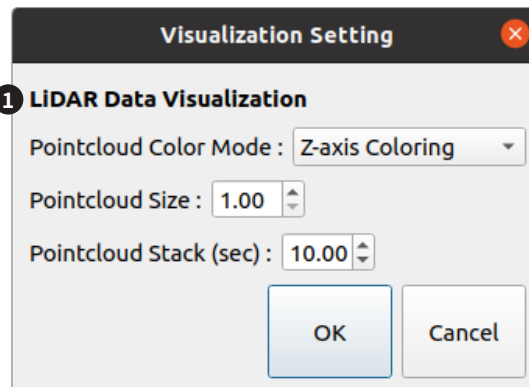 Visualization Setting
1 LiDAR Data Visualization
Pointcloud Color Mode : Z-axis Coloring
Pointcloud Size : 1.00
Pointcloud Stack (sec) : 10.00
OK Cancel